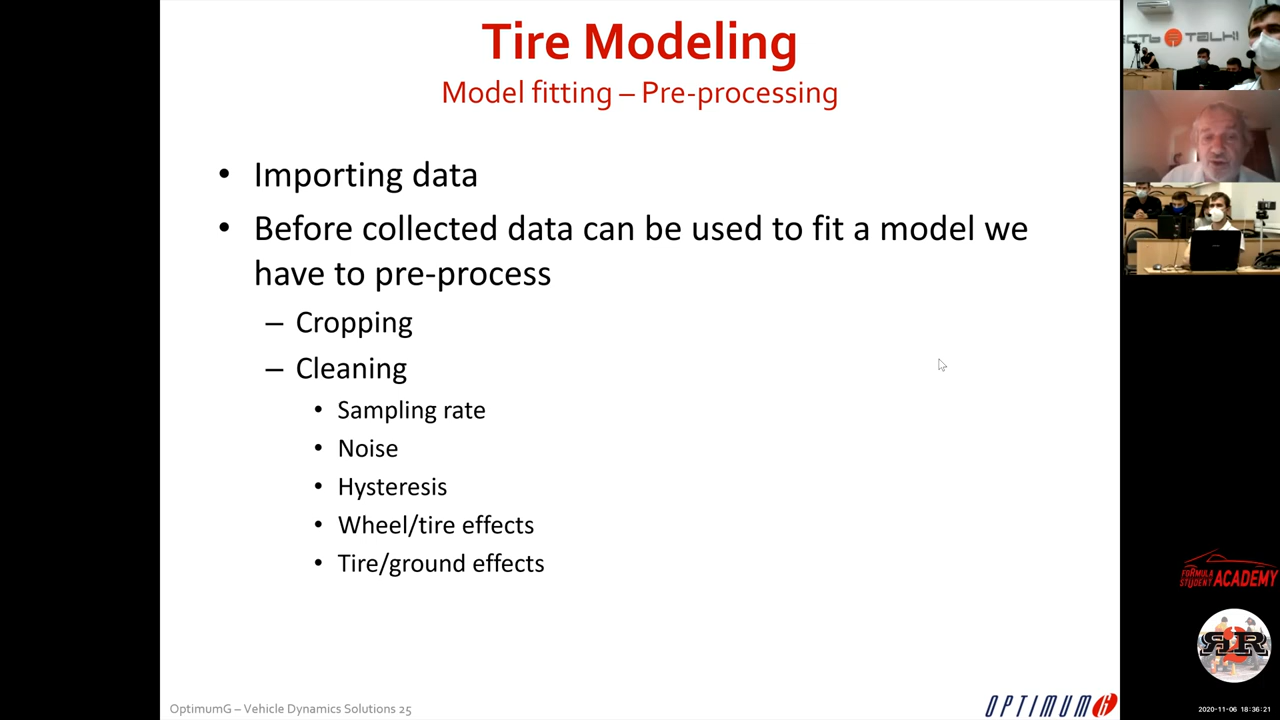 Tire Modeling
Model fitting – Pre-processing
• Importing data
• Before collected data can be used to fit a model we
have to pre-process
– Cropping
– Cleaning
• Sampling rate
• Noise
• Hysteresis
• Wheel/tire effects
• Tire/ground effects
OptimumG – Vehicle Dynamics Solutions 25
OPTIMUMG
TALK!
FORMULA
STUDENT ACADEMY
2020-11-06 18:36:21